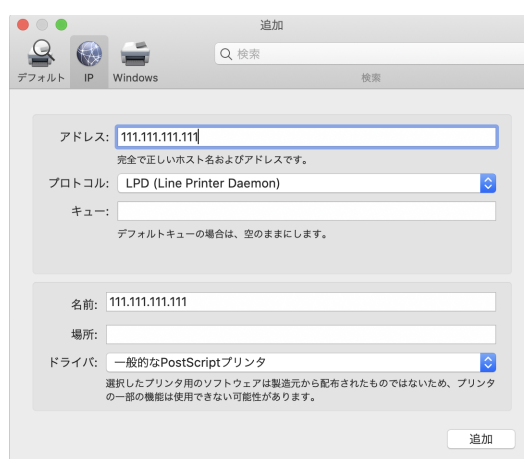 追加
検索
デフォルト IP Windows 検索
アドレス: 111.111.111.111
完全で正しいホスト名およびアドレスです。
プロトコル: LPD (Line Printer Daemon)
キュー:
デフォルトキューの場合は、空のままにします。
名前: 111.111.111.111
場所:
ドライバ: 一般的なPostScriptプリンタ
選択したプリンタ用のソフトウェアは製造元から配布されたものではないため、プリンタ
の一部の機能は使用できない可能性があります。
追加